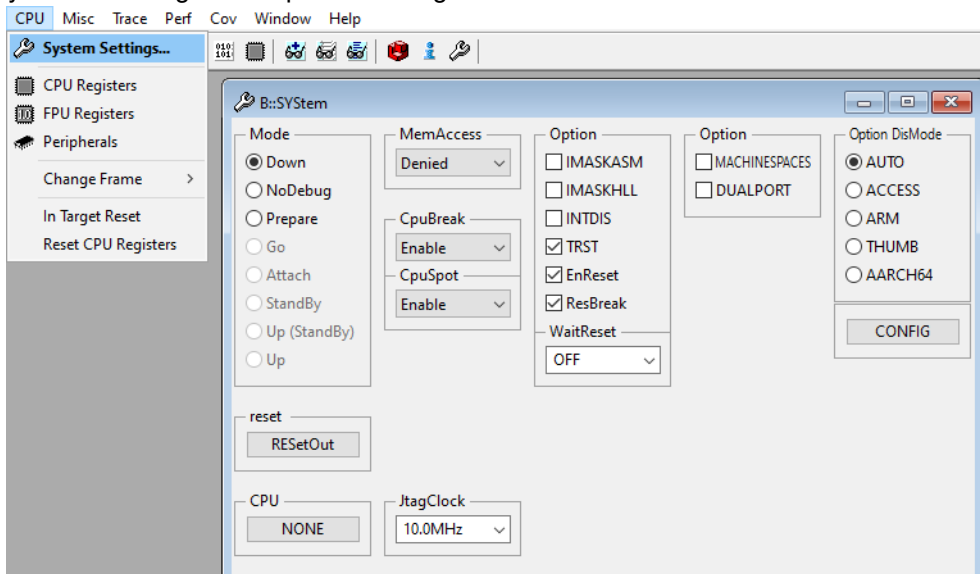 CPU Misc Trace Perf Cov Window Help
System Settings...
CPU Registers
FPU Registers
Peripherals
Change Frame >
In Target Reset
Reset CPU Registers
B::SYStem
Mode
Down
NoDebug
Prepare
Go
Attach
StandBy
Up (StandBy)
Up
reset
RESetOut
CPU
NONE
MemAccess
Denied
CpuBreak
Enable
CpuSpot
Enable
JtagClock
10.0MHz
Option
IMASKASM
IMASKHLL
INTDIS
TRST
EnReset
ResBreak
WaitReset
OFF
Option
MACHINESPACES
DUALPORT
Option DisMode
AUTO
ACCESS
ARM
THUMB
AARCH64
CONFIG